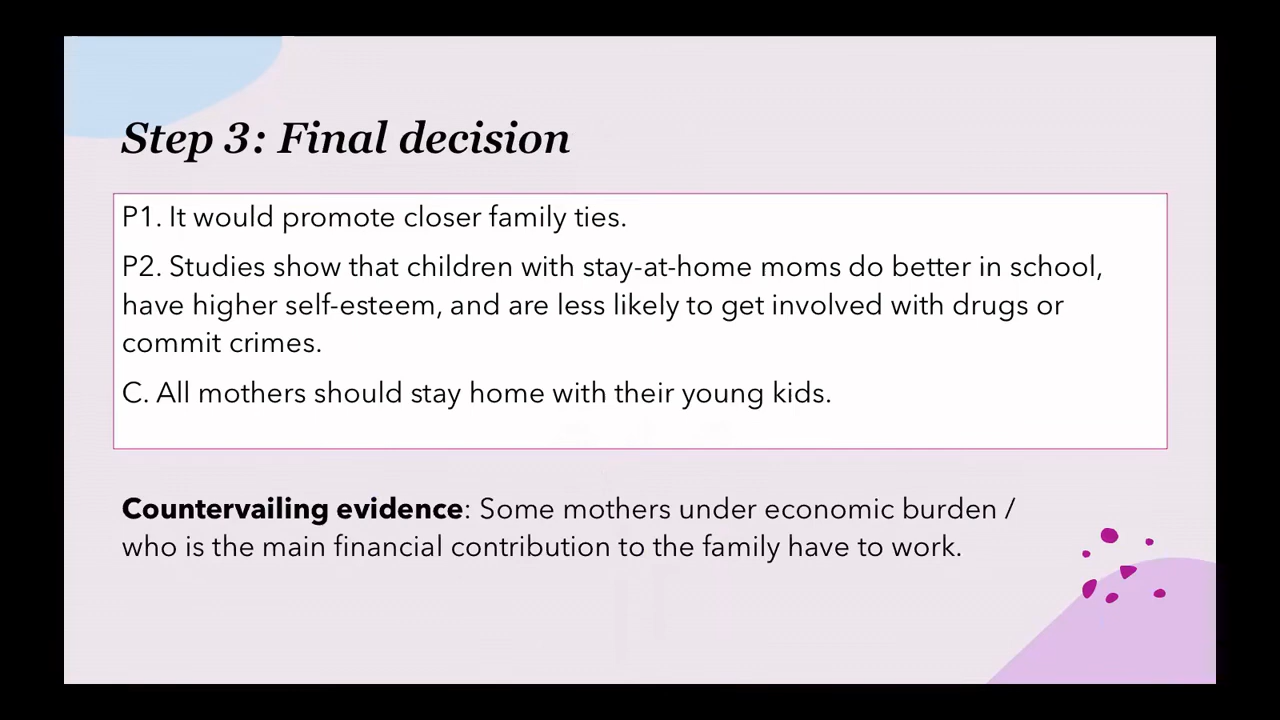 Step 3: Final decision
P1. It would promote closer family ties.
P2. Studies show that children with stay-at-home moms do better in school,
have higher self-esteem, and are less likely to get involved with drugs or
commit crimes.
C. All mothers should stay home with their young kids.
Countervailing evidence: Some mothers under economic burden /
who is the main financial contribution to the family have to work.